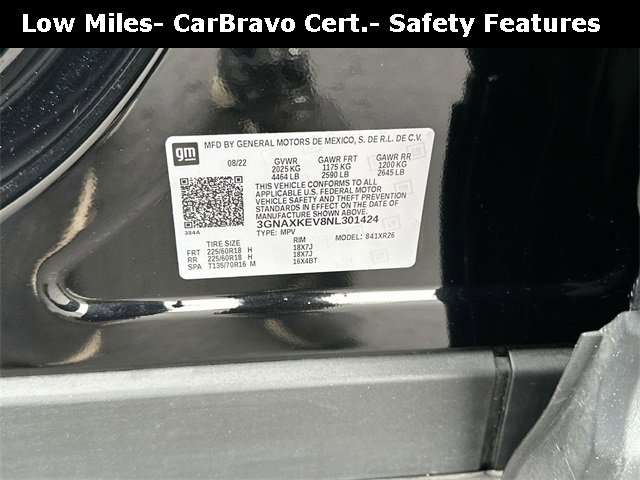 Low Miles- CarBravo Cert.- Safety Features
gm
MFD BY GENERAL MOTORS DE MEXICO, S. DE R.L. DE C.V.
08/22 GVWR GAWR FRT GAWR RR
2025 KG 1175 KG 1200 KG
4464 LB 2590 LB 2645 LB
THIS VEHICLE CONFORMS TO ALL
APPLICABLE U.S. FEDERAL MOTOR
VEHICLE SAFETY AND THEFT PREVENTION
STANDARDS IN EFFECT ON THE DATE OF
MANUFACTURE SHOWN ABOVE.
384A
3GNAXKEV8NL301424
TYPE: MPV MODEL: 841XR26
TIRE SIZE RIM
FRT 225/60R18 H 18X7J
RR 225/60R18 H 18X7J
SPA T135/70R16 M 16X4BT